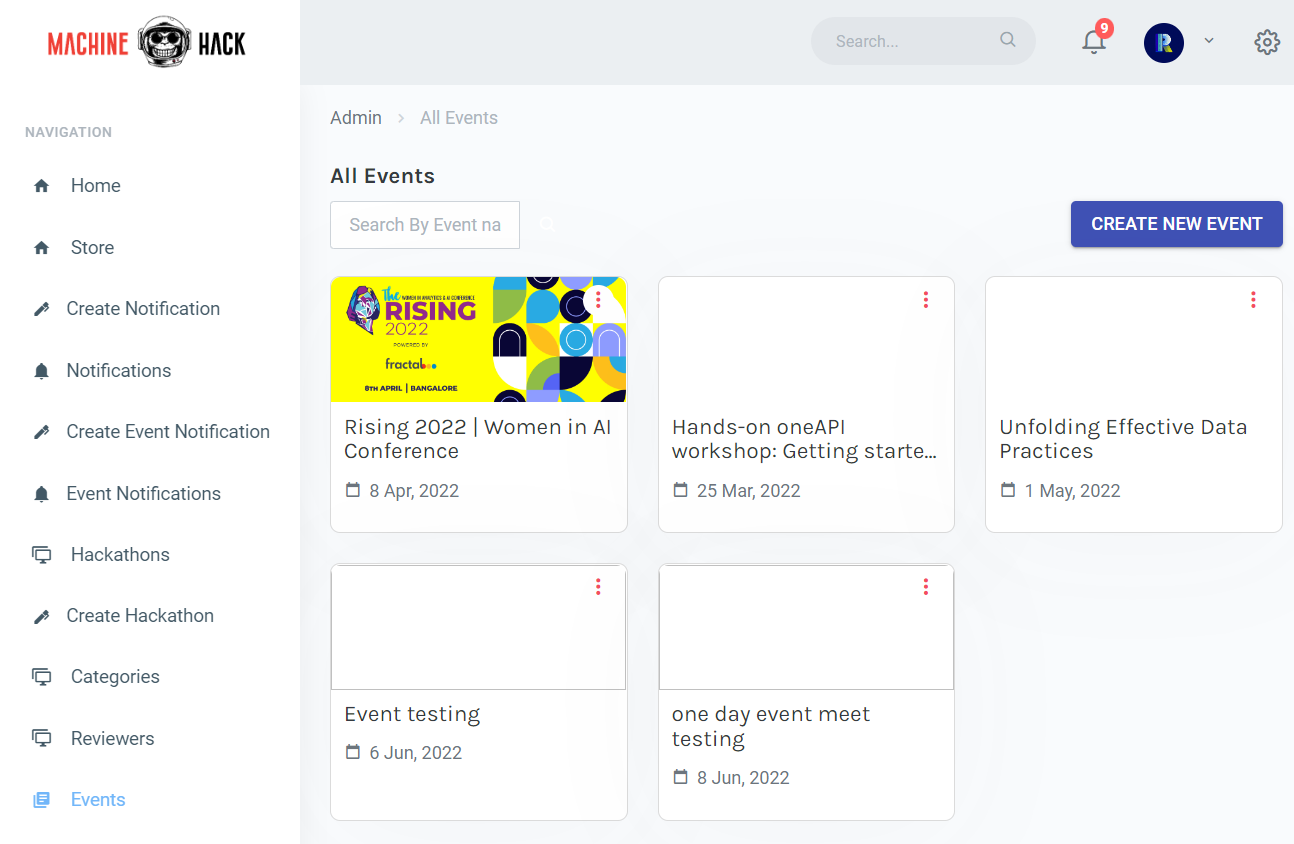 MACHINE HACK
Search...
9
R
NAVIGATION
Home
Store
Create Notification
Notifications
Create Event Notification
Event Notifications
Hackathons
Create Hackathon
Categories
Reviewers
Events
Admin > All Events
All Events
Search By Event na
CREATE NEW EVENT
The WOMEN IN ANALYTICS & AI CONFERENCE
RISING
2022
POWERED BY
fractal
8TH APRIL | BANGALORE
Rising 2022 | Women in AI
Conference
8 Apr, 2022
Hands-on oneAPI
workshop: Getting starte...
25 Mar, 2022
Unfolding Effective Data
Practices
1 May, 2022
Event testing
6 Jun, 2022
one day event meet
testing
8 Jun, 2022